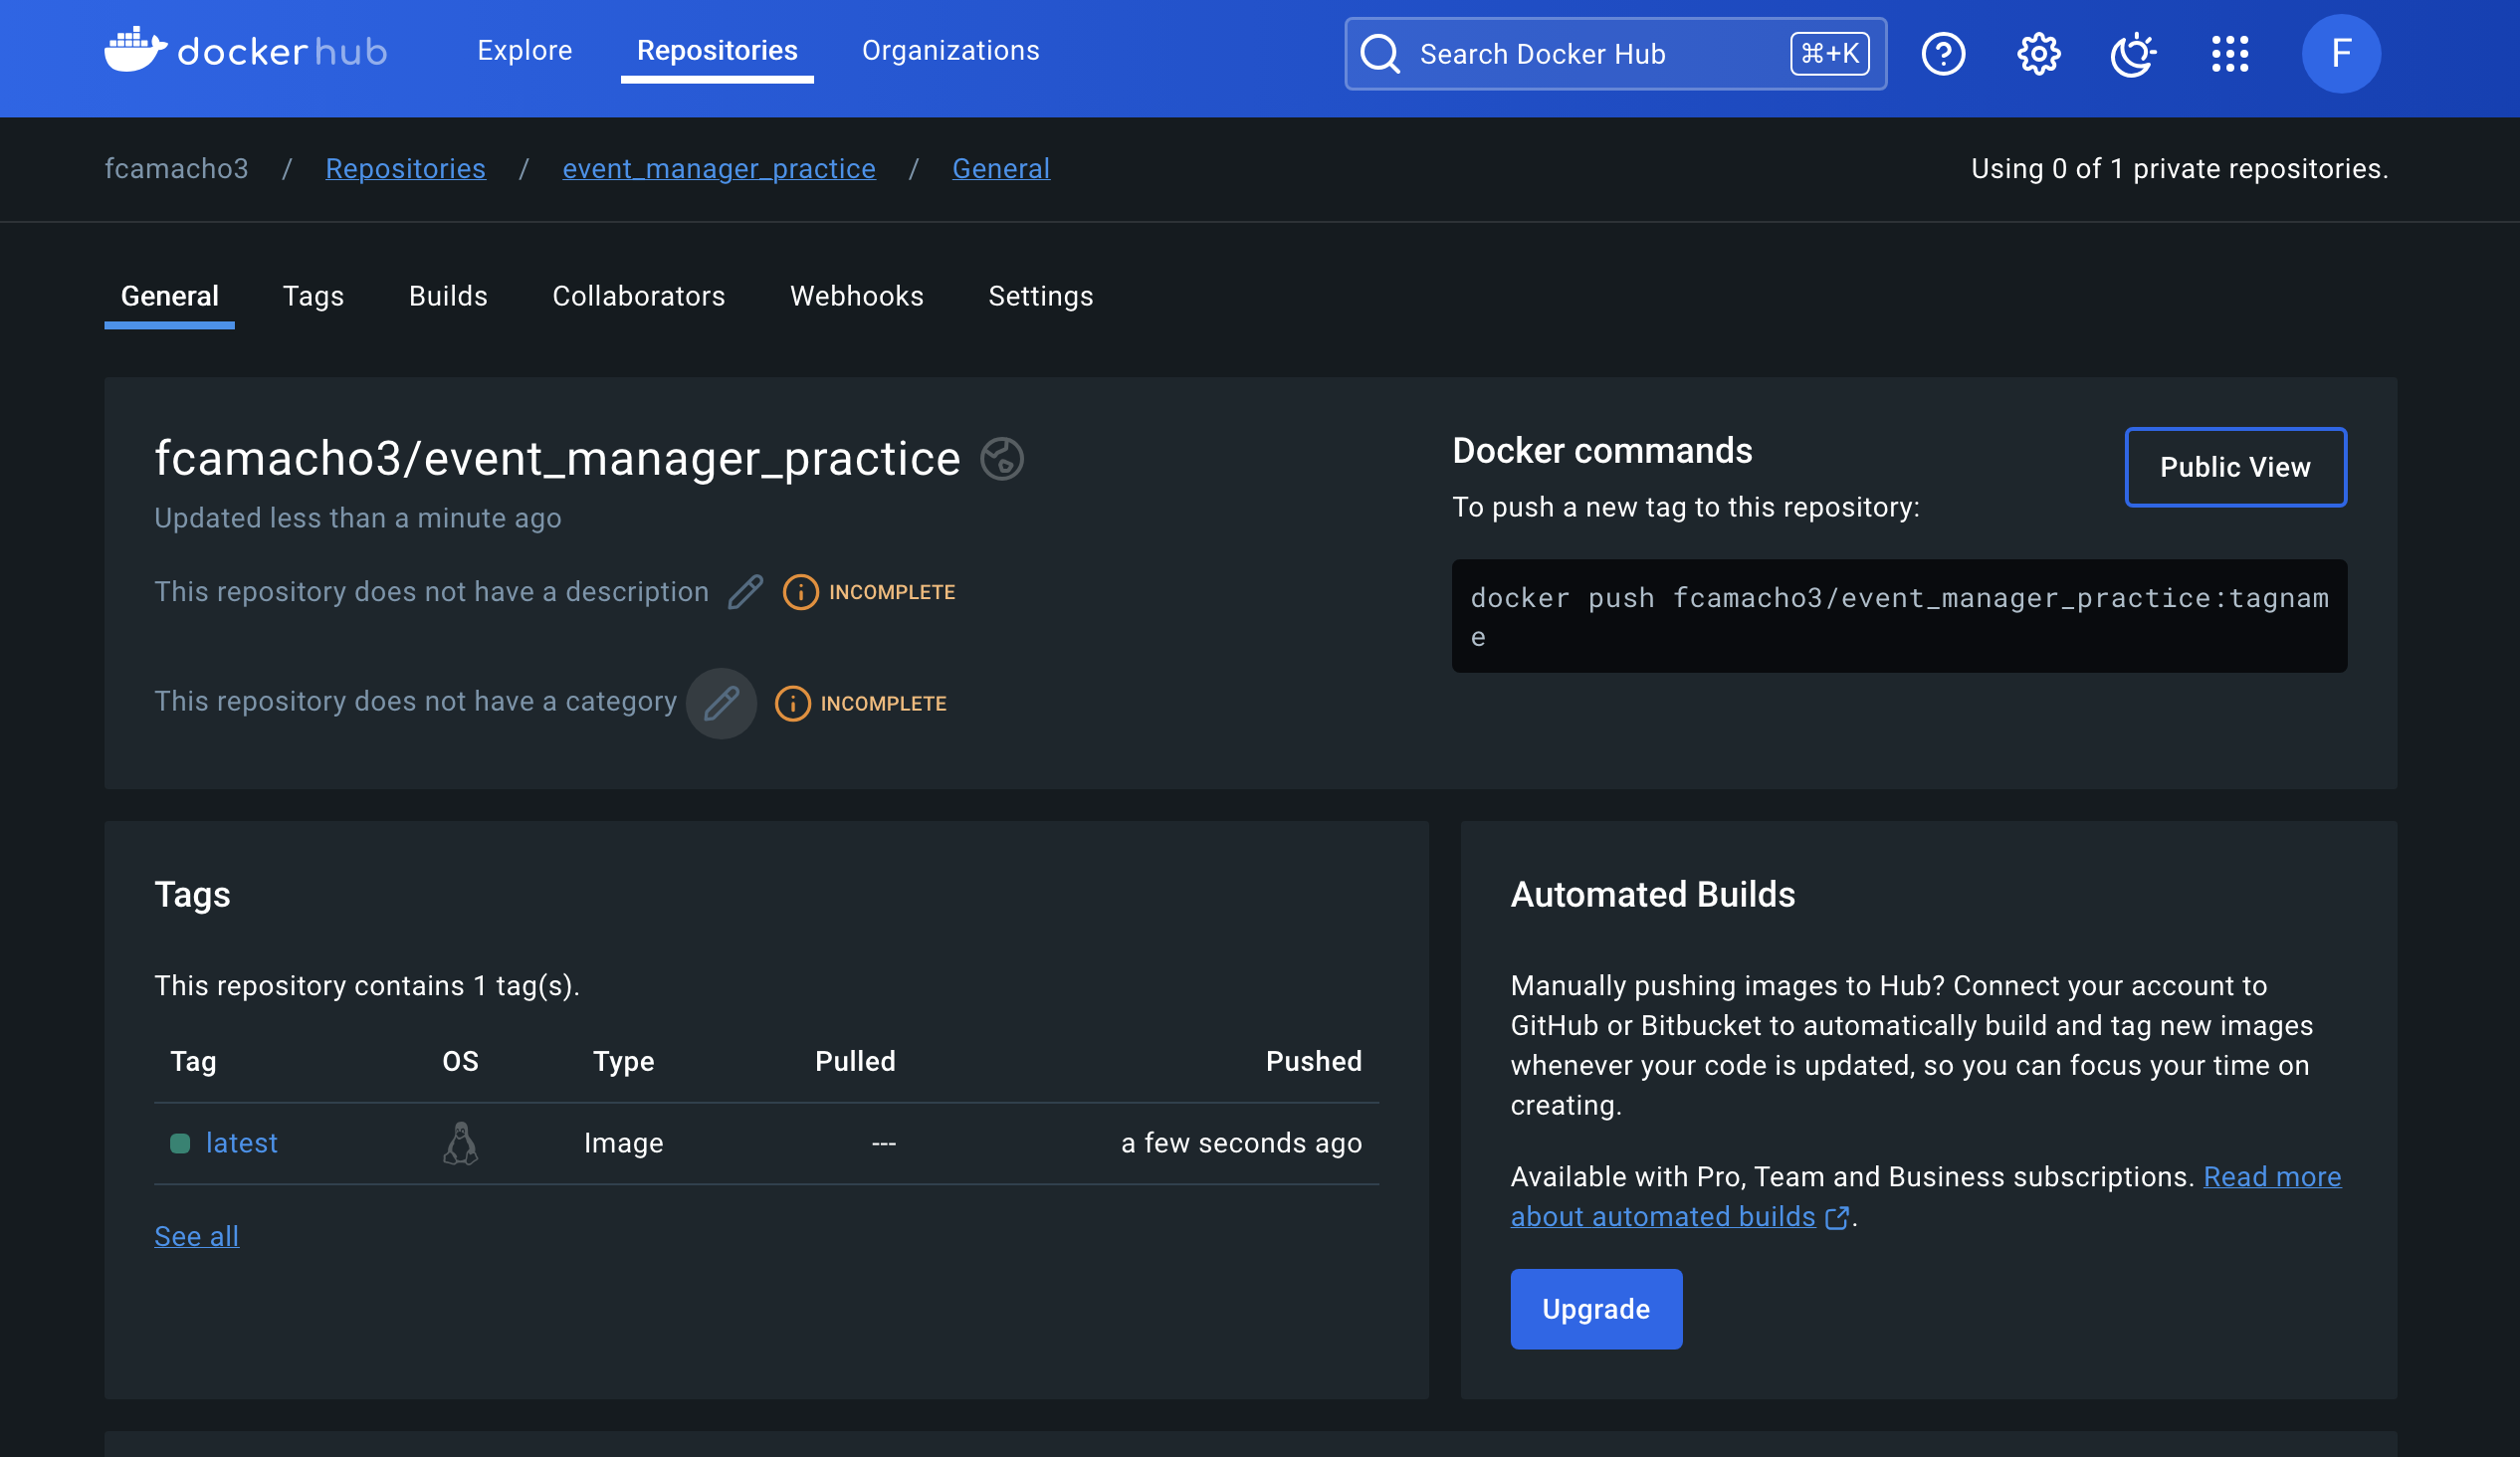 dockerhub
Explore
Repositories
Organizations
Search Docker Hub
⌘+K
?
F
fcamacho3 / Repositories / event_manager_practice / General
Using 0 of 1 private repositories.
General
Tags
Builds
Collaborators
Webhooks
Settings
fcamacho3/event_manager_practice
Updated less than a minute ago
This repository does not have a description
INCOMPLETE
This repository does not have a category
INCOMPLETE
Docker commands
Public View
To push a new tag to this repository:
docker push fcamacho3/event_manager_practice:tagnam
e
Tags
This repository contains 1 tag(s).
Tag OS Type Pulled Pushed
latest Image --- a few seconds ago
See all
Automated Builds
Manually pushing images to Hub? Connect your account to
GitHub or Bitbucket to automatically build and tag new images
whenever your code is updated, so you can focus your time on
creating.
Available with Pro, Team and Business subscriptions. Read more
about automated builds.
Upgrade